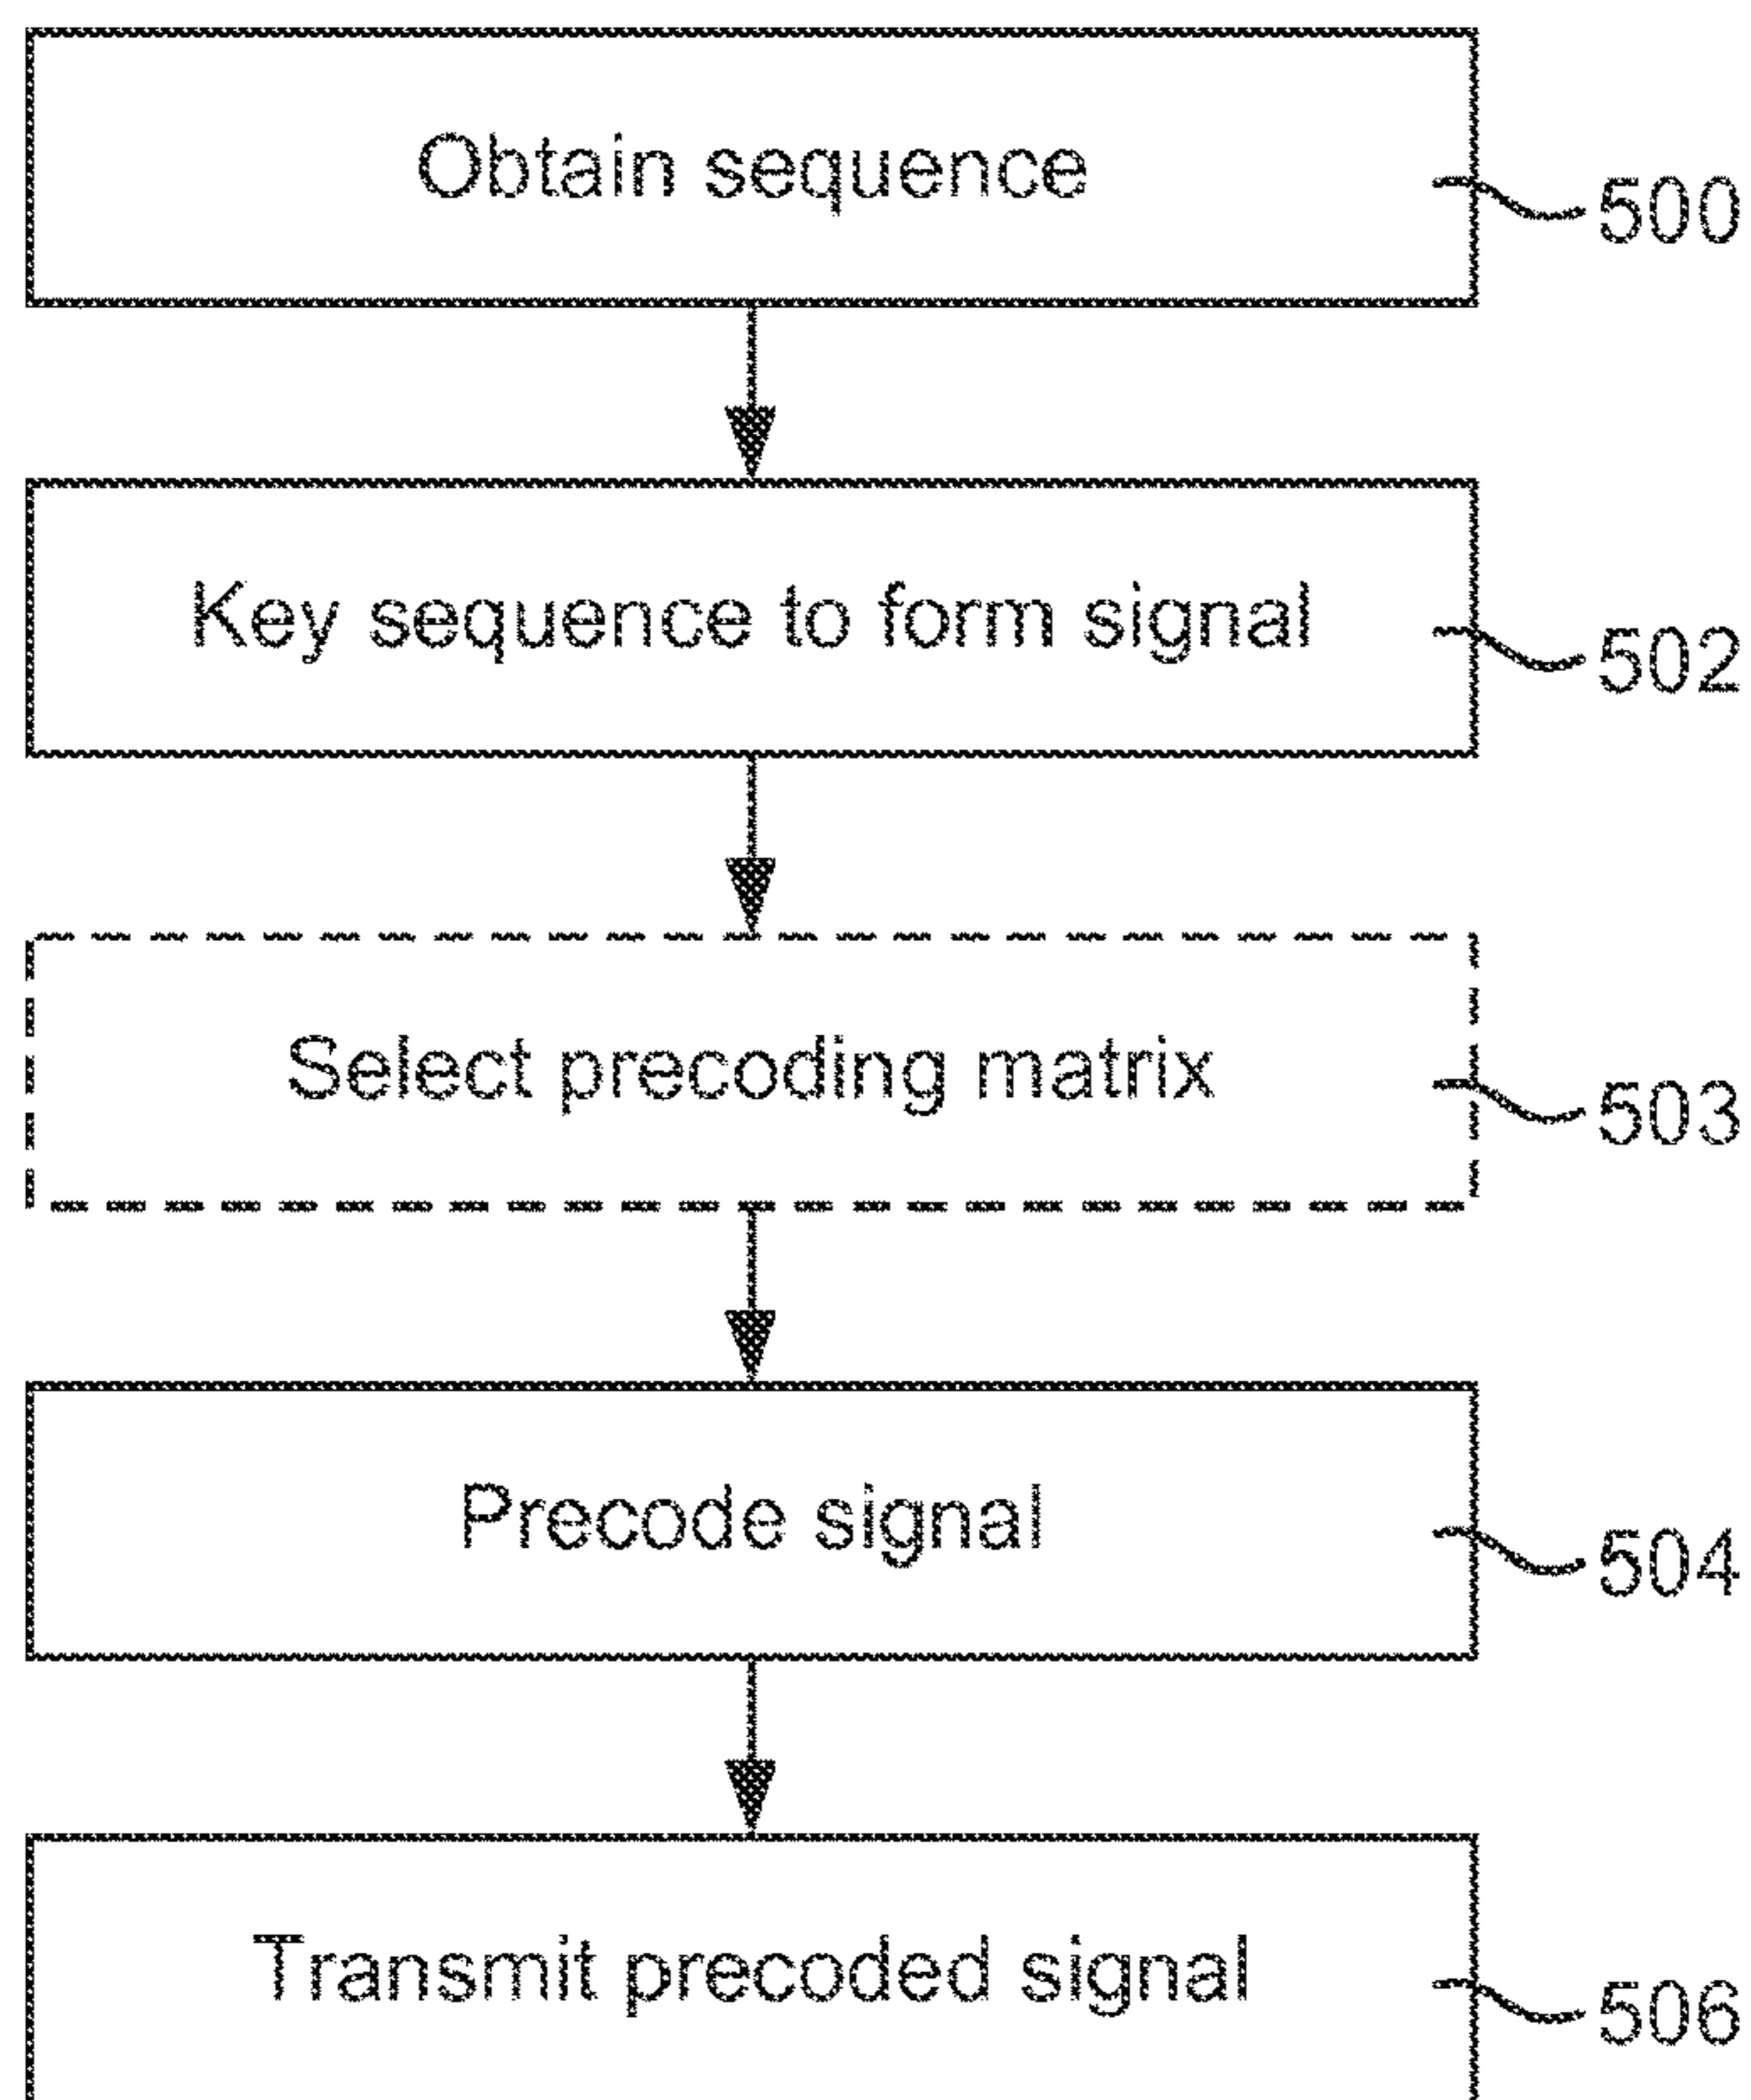 Obtain sequence
500
Key sequence to form signal
502
Select precoding matrix
503
Precode signal
504
Transmit precoded signal
506